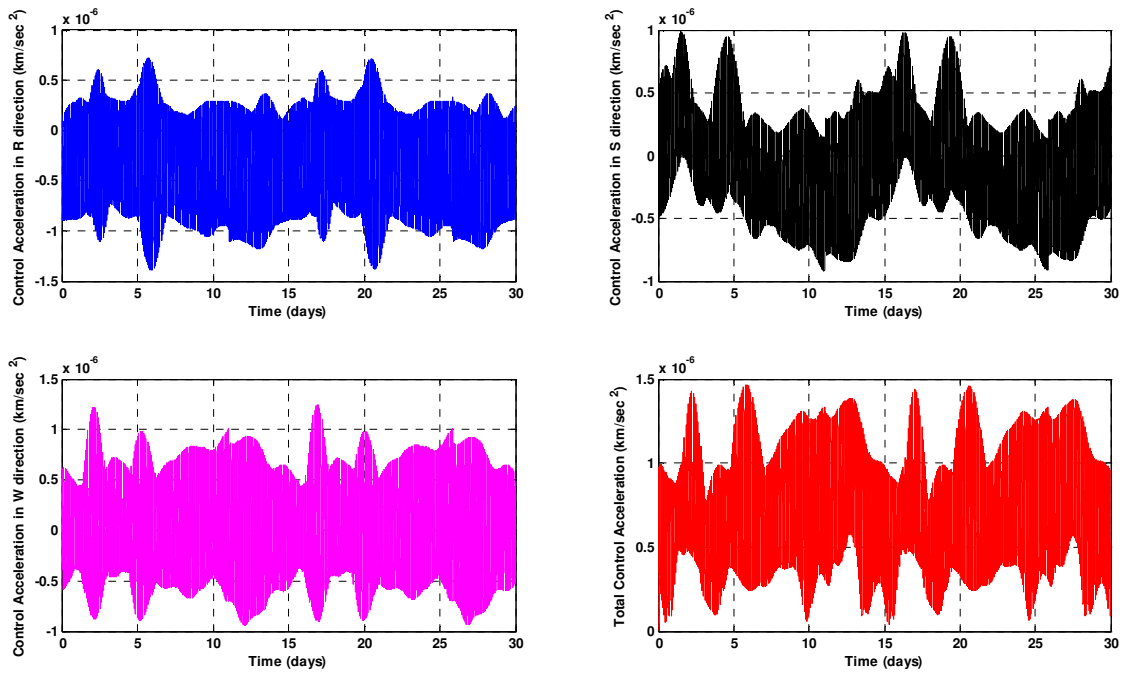 x 10^-6
Control Acceleration in R direction (km/sec^2)
1
0.5
0
-0.5
-1
-1.5
0 5 10 15 20 25 30
Time (days)
x 10^-6
Control Acceleration in S direction (km/sec^2)
1
0.5
0
-0.5
-1
0 5 10 15 20 25 30
Time (days)
x 10^-6
Control Acceleration in W direction (km/sec^2)
1.5
1
0.5
0
-0.5
-1
0 5 10 15 20 25 30
Time (days)
x 10^-6
Total Control Acceleration (km/sec^2)
1.5
1
0.5
0
0 5 10 15 20 25 30
Time (days)